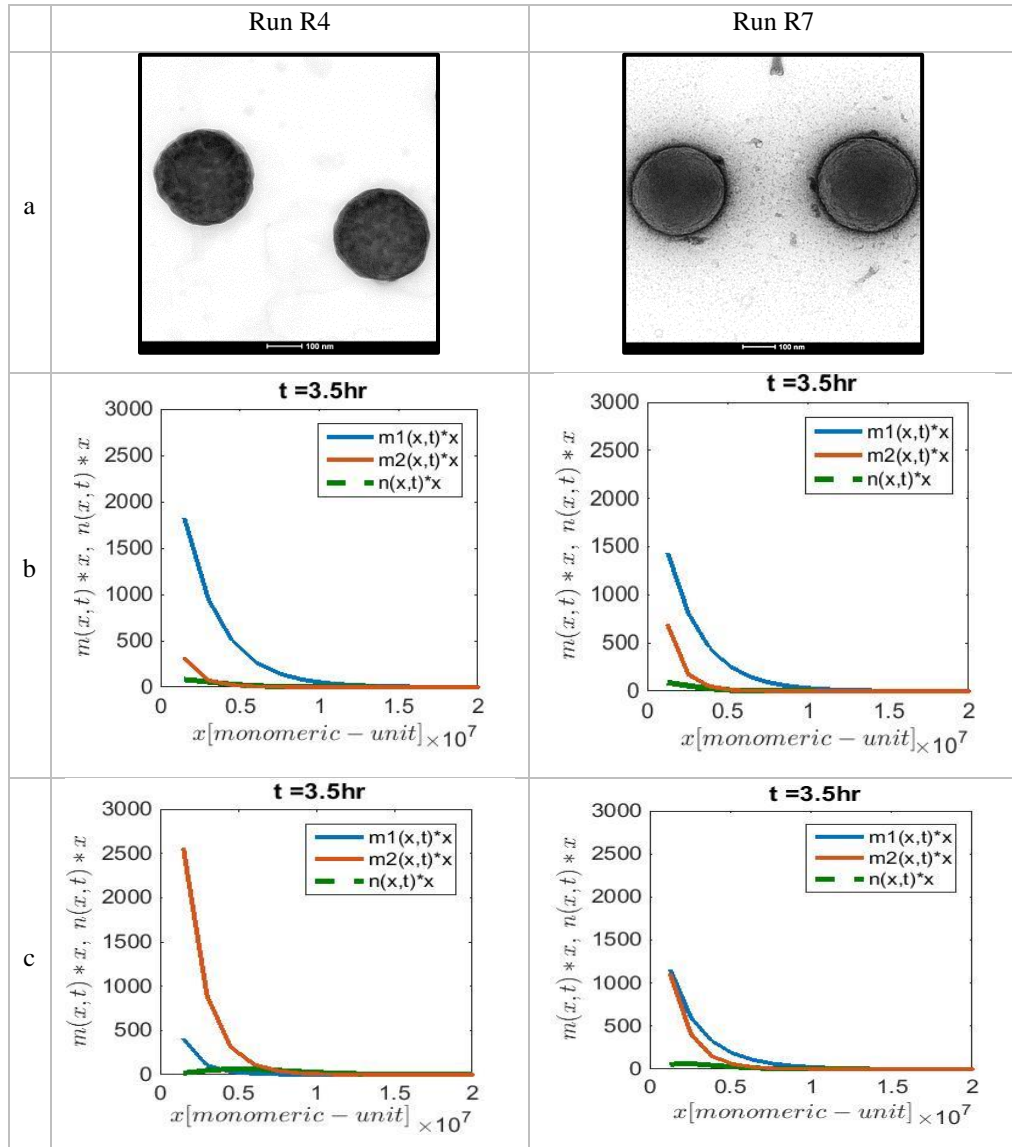 Run R4
Run R7
a
100 nm
100 nm
b
t =3.5hr
3000
2500
2000
1500
1000
500
0
m(x,t) ∗ x, n(x,t) ∗ x
m1(x,t)*x
m2(x,t)*x
n(x,t)*x
0 0.5 1 1.5 2
x[monomeric − unit] ×10⁷
t =3.5hr
3000
2500
2000
1500
1000
500
0
m(x,t) ∗ x, n(x,t) ∗ x
m1(x,t)*x
m2(x,t)*x
n(x,t)*x
0 0.5 1 1.5 2
x[monomeric − unit] ×10⁷
c
t =3.5hr
3000
2500
2000
1500
1000
500
0
m(x,t) ∗ x, n(x,t) ∗ x
m1(x,t)*x
m2(x,t)*x
n(x,t)*x
0 0.5 1 1.5 2
x[monomeric − unit] ×10⁷
t =3.5hr
3000
2500
2000
1500
1000
500
0
m(x,t) ∗ x, n(x,t) ∗ x
m1(x,t)*x
m2(x,t)*x
n(x,t)*x
0 0.5 1 1.5 2
x[monomeric − unit] ×10⁷